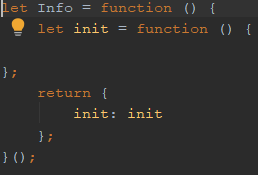 let Info = function () {
    let init = function () {
};
    return {
        init: init
    };
}();